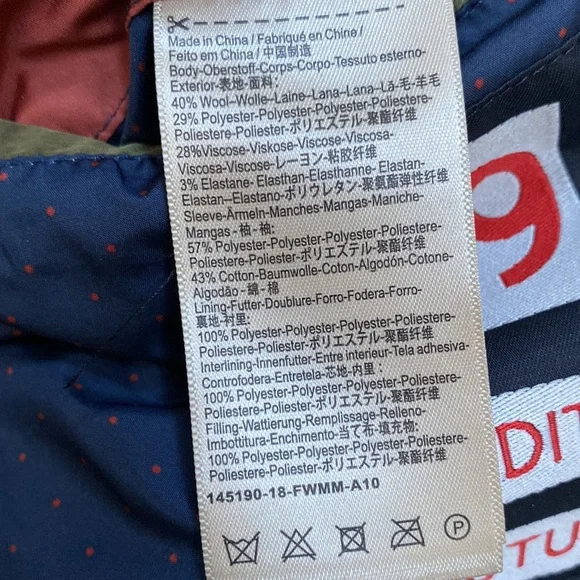 Made in China / Fabriqué en Chine /
Feito em China / 中国制造
Body-Oberstoff-Corps-Corpo-Tessuto esterno-
Exterior-表地-面料:
40% Wool-Wolle-Laine-Lana-Lana-Lã-毛-羊毛
29% Polyester-Polyester-Polyester-Poliestere-
Poliestere-Poliester-ポリエステル-聚酯纤维
28%Viscose-Viskose-Viscose-Viscosa-
Viscosa-Viscose-レーヨン-粘胶纤维
3% Elastane- Elasthan-Elasthanne- Elastan-
Elastan--Elastano-ポリウレタン-聚氨酯弹性纤维
Sleeve-Ärmeln-Manches-Mangas-Maniche-
Mangas -袖- 袖:
57% Polyester-Polyester-Polyester-Poliestere-
Poliestere-Poliester-ポリエステル-聚酯纤维
43% Cotton-Baumwolle-Coton-Algodón-Cotone-
Algodão -綿- 棉
Lining-Futter-Doublure-Forro-Fodera-Forro-
裏地-衬里:
100% Polyester-Polyester-Polyester-Poliestere-
Poliestere-Poliester-ポリエステル -聚酯纤维
Interlining-Innenfutter-Entre interieur-Tela adhesiva-
Controfodera-Entretela-芯地-内里:
100% Polyester-Polyester-Polyester-Poliestere-
Poliestere-Poliester-ポリエステル-聚酯纤维
Filling-Wattierung-Remplissage-Relleno-
Imbottitura-Enchimento-当て布-填充物:
100% Polyester-Polyester-Polyester-Poliestere-
Poliestere-Poliester-ポリエステル-聚酯纤维
145190-18-FWMM-A10
P
9
DIT
TU